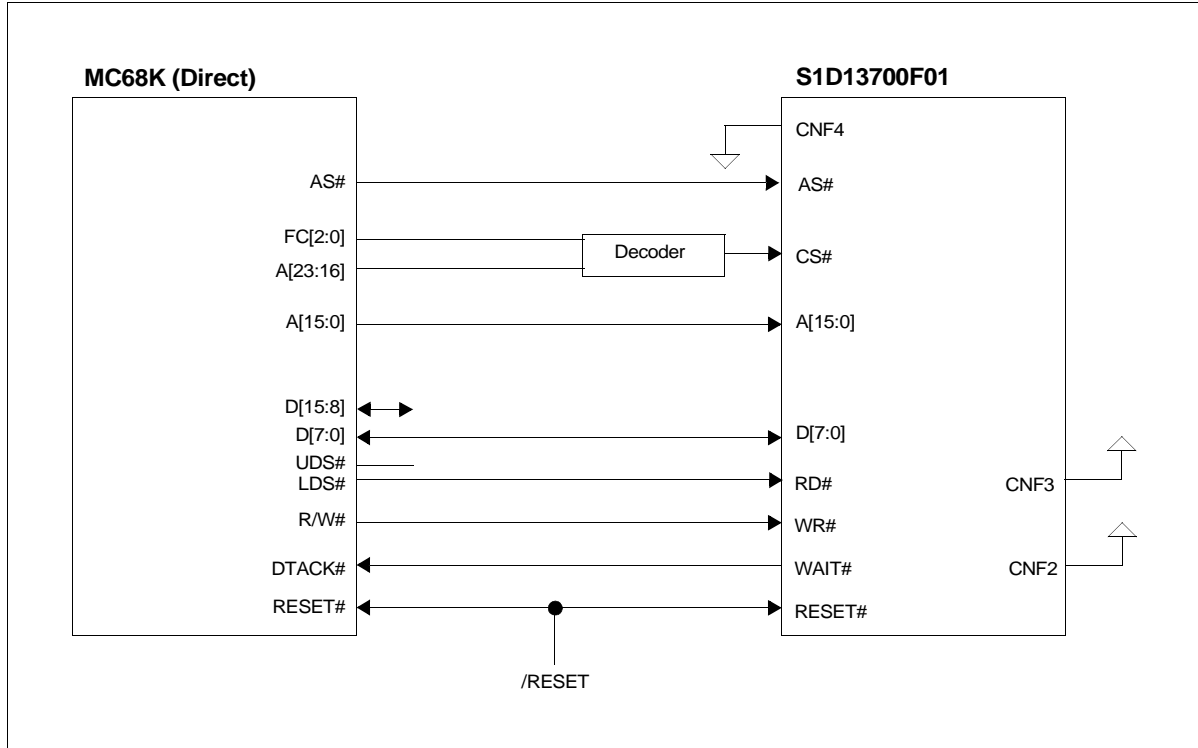 MC68K (Direct)
S1D13700F01
CNF4
AS#
AS#
FC[2:0]
Decoder
CS#
A[23:16]
A[15:0]
A[15:0]
D[15:8]
D[7:0]
D[7:0]
UDS#
LDS#
RD#
CNF3
R/W#
WR#
DTACK#
WAIT#
CNF2
RESET#
RESET#
/RESET